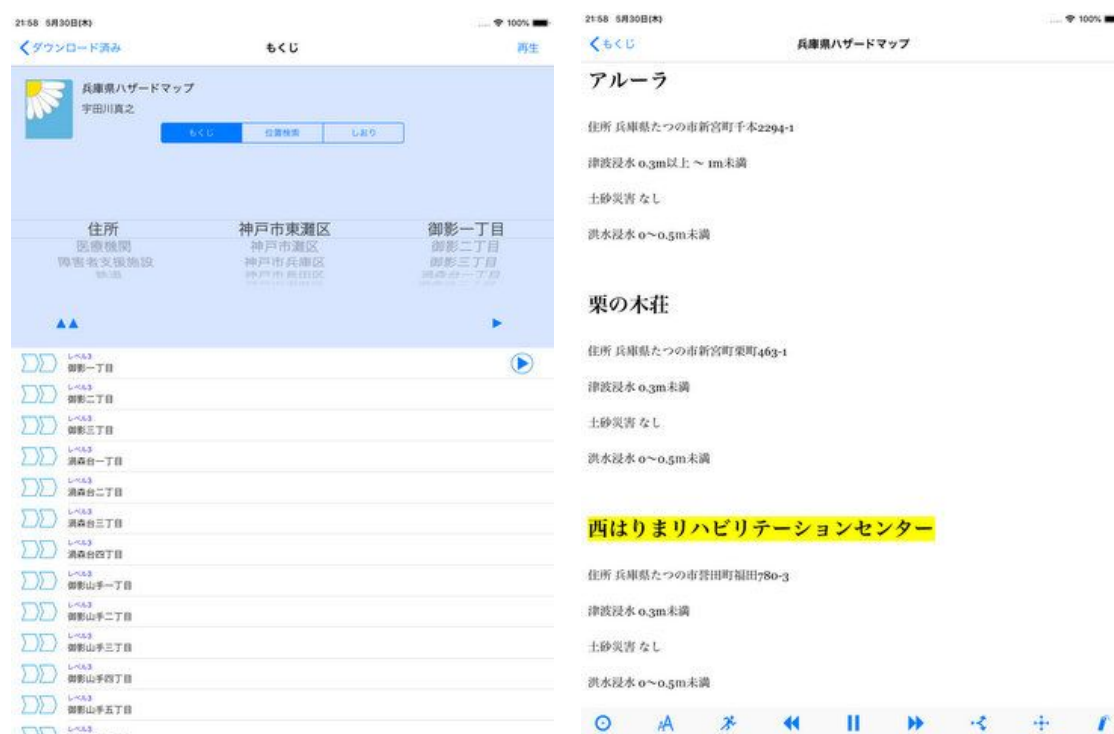 21:58 5月30日(木)
100%
ダウンロード済み
もくじ
再生
兵庫県ハザードマップ
宇田川真之
もくじ
位置検索
しおり
住所
神戸市東灘区
御影一丁目
医療機関
神戸市灘区
御影二丁目
障害者支援施設
神戸市兵庫区
御影三丁目
鉄道
神戸市長田区
渦森台一丁目
レベル3
御影一丁目
レベル3
御影二丁目
レベル3
御影三丁目
レベル3
渦森台一丁目
レベル3
渦森台二丁目
レベル3
渦森台三丁目
レベル3
渦森台四丁目
レベル3
御影山手一丁目
レベル3
御影山手二丁目
レベル3
御影山手三丁目
レベル3
御影山手四丁目
レベル3
御影山手五丁目
レベル3
21:58 5月30日(木)
100%
もくじ
兵庫県ハザードマップ
アルーラ
住所 兵庫県たつの市新宮町千本2294-1
津波浸水 0.3m以上 〜 1m未満
土砂災害 なし
洪水浸水 0〜0.5m未満
栗の木荘
住所 兵庫県たつの市新宮町栗町463-1
津波浸水 0.3m未満
土砂災害 なし
洪水浸水 0〜0.5m未満
西はりまリハビリテーションセンター
住所 兵庫県たつの市誉田町福田780-3
津波浸水 0.3m未満
土砂災害 なし
洪水浸水 0〜0.5m未満
AA